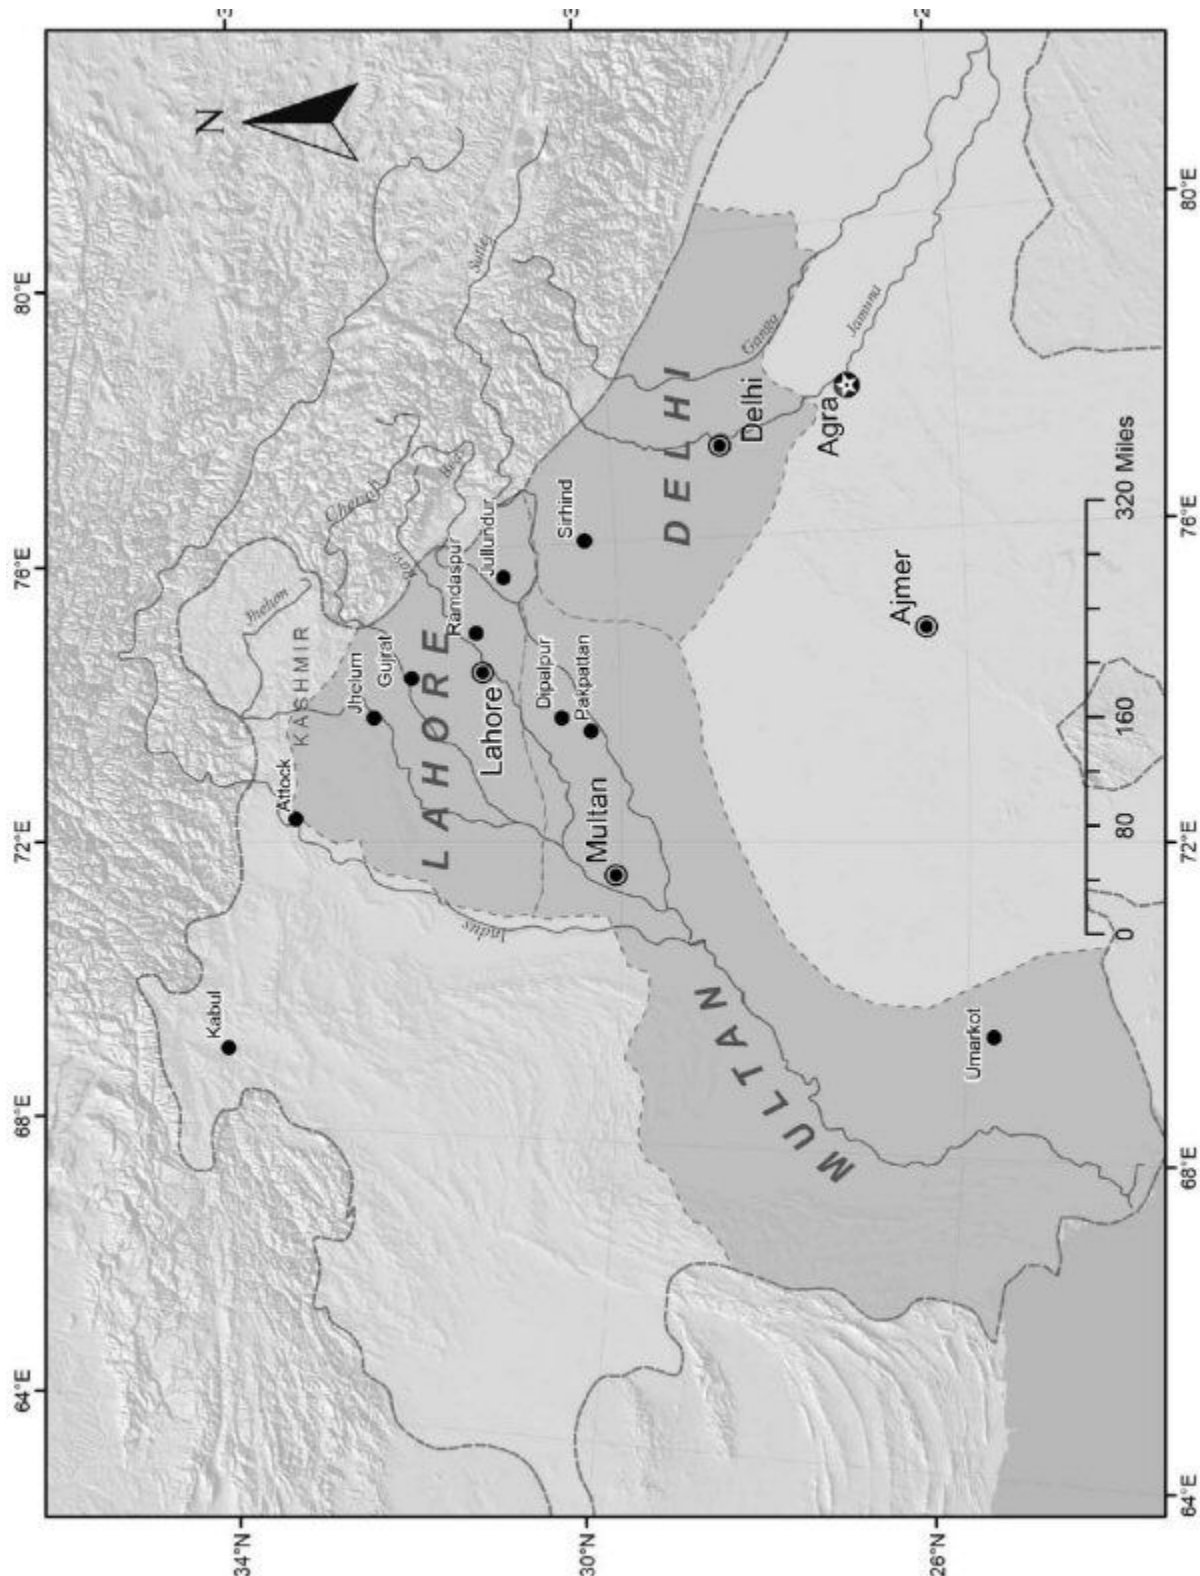 64°E
68°E
72°E
76°E
80°E
34°N
30°N
26°N
N
Kabul
Attock
KASHMIR
Jhelum
Jhelum
Gujrat
Chenab
Ravi
Sutlej
LAHORE
Ramdaspur
Lahore
Jullundur
Indus
Dipalpur
Pakpattan
Multan
Sirhind
DELHI
Delhi
Ganga
Jamuna
Agra
MULTAN
Ajmer
Umarkot
0
80
160
320 Miles
64°E
68°E
72°E
76°E
80°E